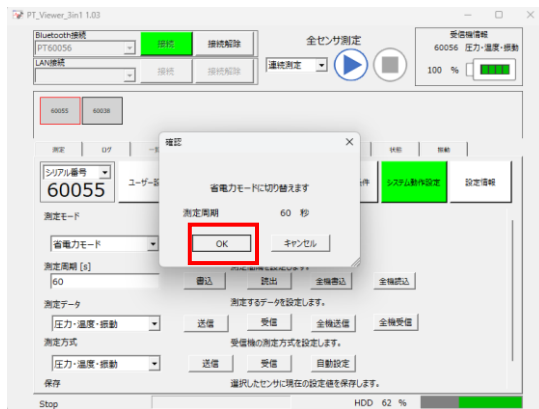 PT_Viewer_3in1 1.03
Bluetooth接続
PT60056
接続
接続解除
全センサ測定
連続測定
受信機情報
60056 圧力・温度・振動
100 %
LAN接続
接続
接続解除
60055
60038
測定
ログ
状態
振動
シリアル番号
60055
システム動作設定
設定情報
確認
省電力モードに切り替えます
測定周期 60 秒
OK
キャンセル
測定モード
省電力モード
測定周期 [s]
60
書込
読出
全機書込
全機読込
測定データ
測定するデータを設定します。
圧力・温度・振動
送信
受信
全機送信
全機受信
測定方式
受信機の測定方式を設定します。
圧力・温度・振動
送信
受信
自動設定
保存
選択したセンサに現在の設定値を保存します。
Stop
HDD 62 %